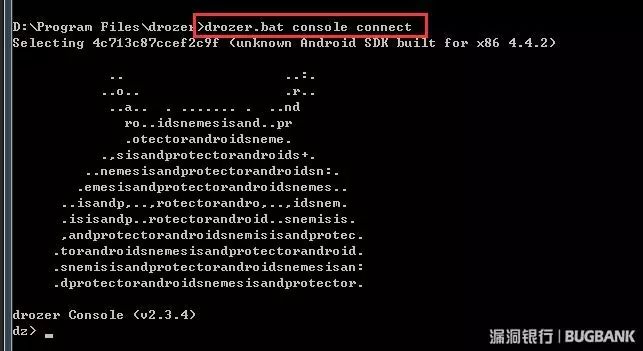 D:\Program Files\drozer>drozer.bat console connect
Selecting 4c713c87ccef2c9f (unknown Android SDK built for x86 4.4.2)
.. ..:.
..o.. .r..
..a.. . ....... . ..nd
ro..idsnemesisand..pr
.otectorandroidsneme.
.,sisandprotectorandroids+.
..nemesisandprotectorandroidsn:.
.emesisandprotectorandroidsnemes..
..isandp,..,rotectorandro,..,idsnem.
.isisandp..rotectorandroid..snemisis.
,andprotectorandroidsnemisisandprotec.
.torandroidsnemesisandprotectorandroid.
.snemisisandprotectorandroidsnemesisan:
.dprotectorandroidsnemesisandprotector.
drozer Console (v2.3.4)
dz> _
漏洞银行 | BUGBANK